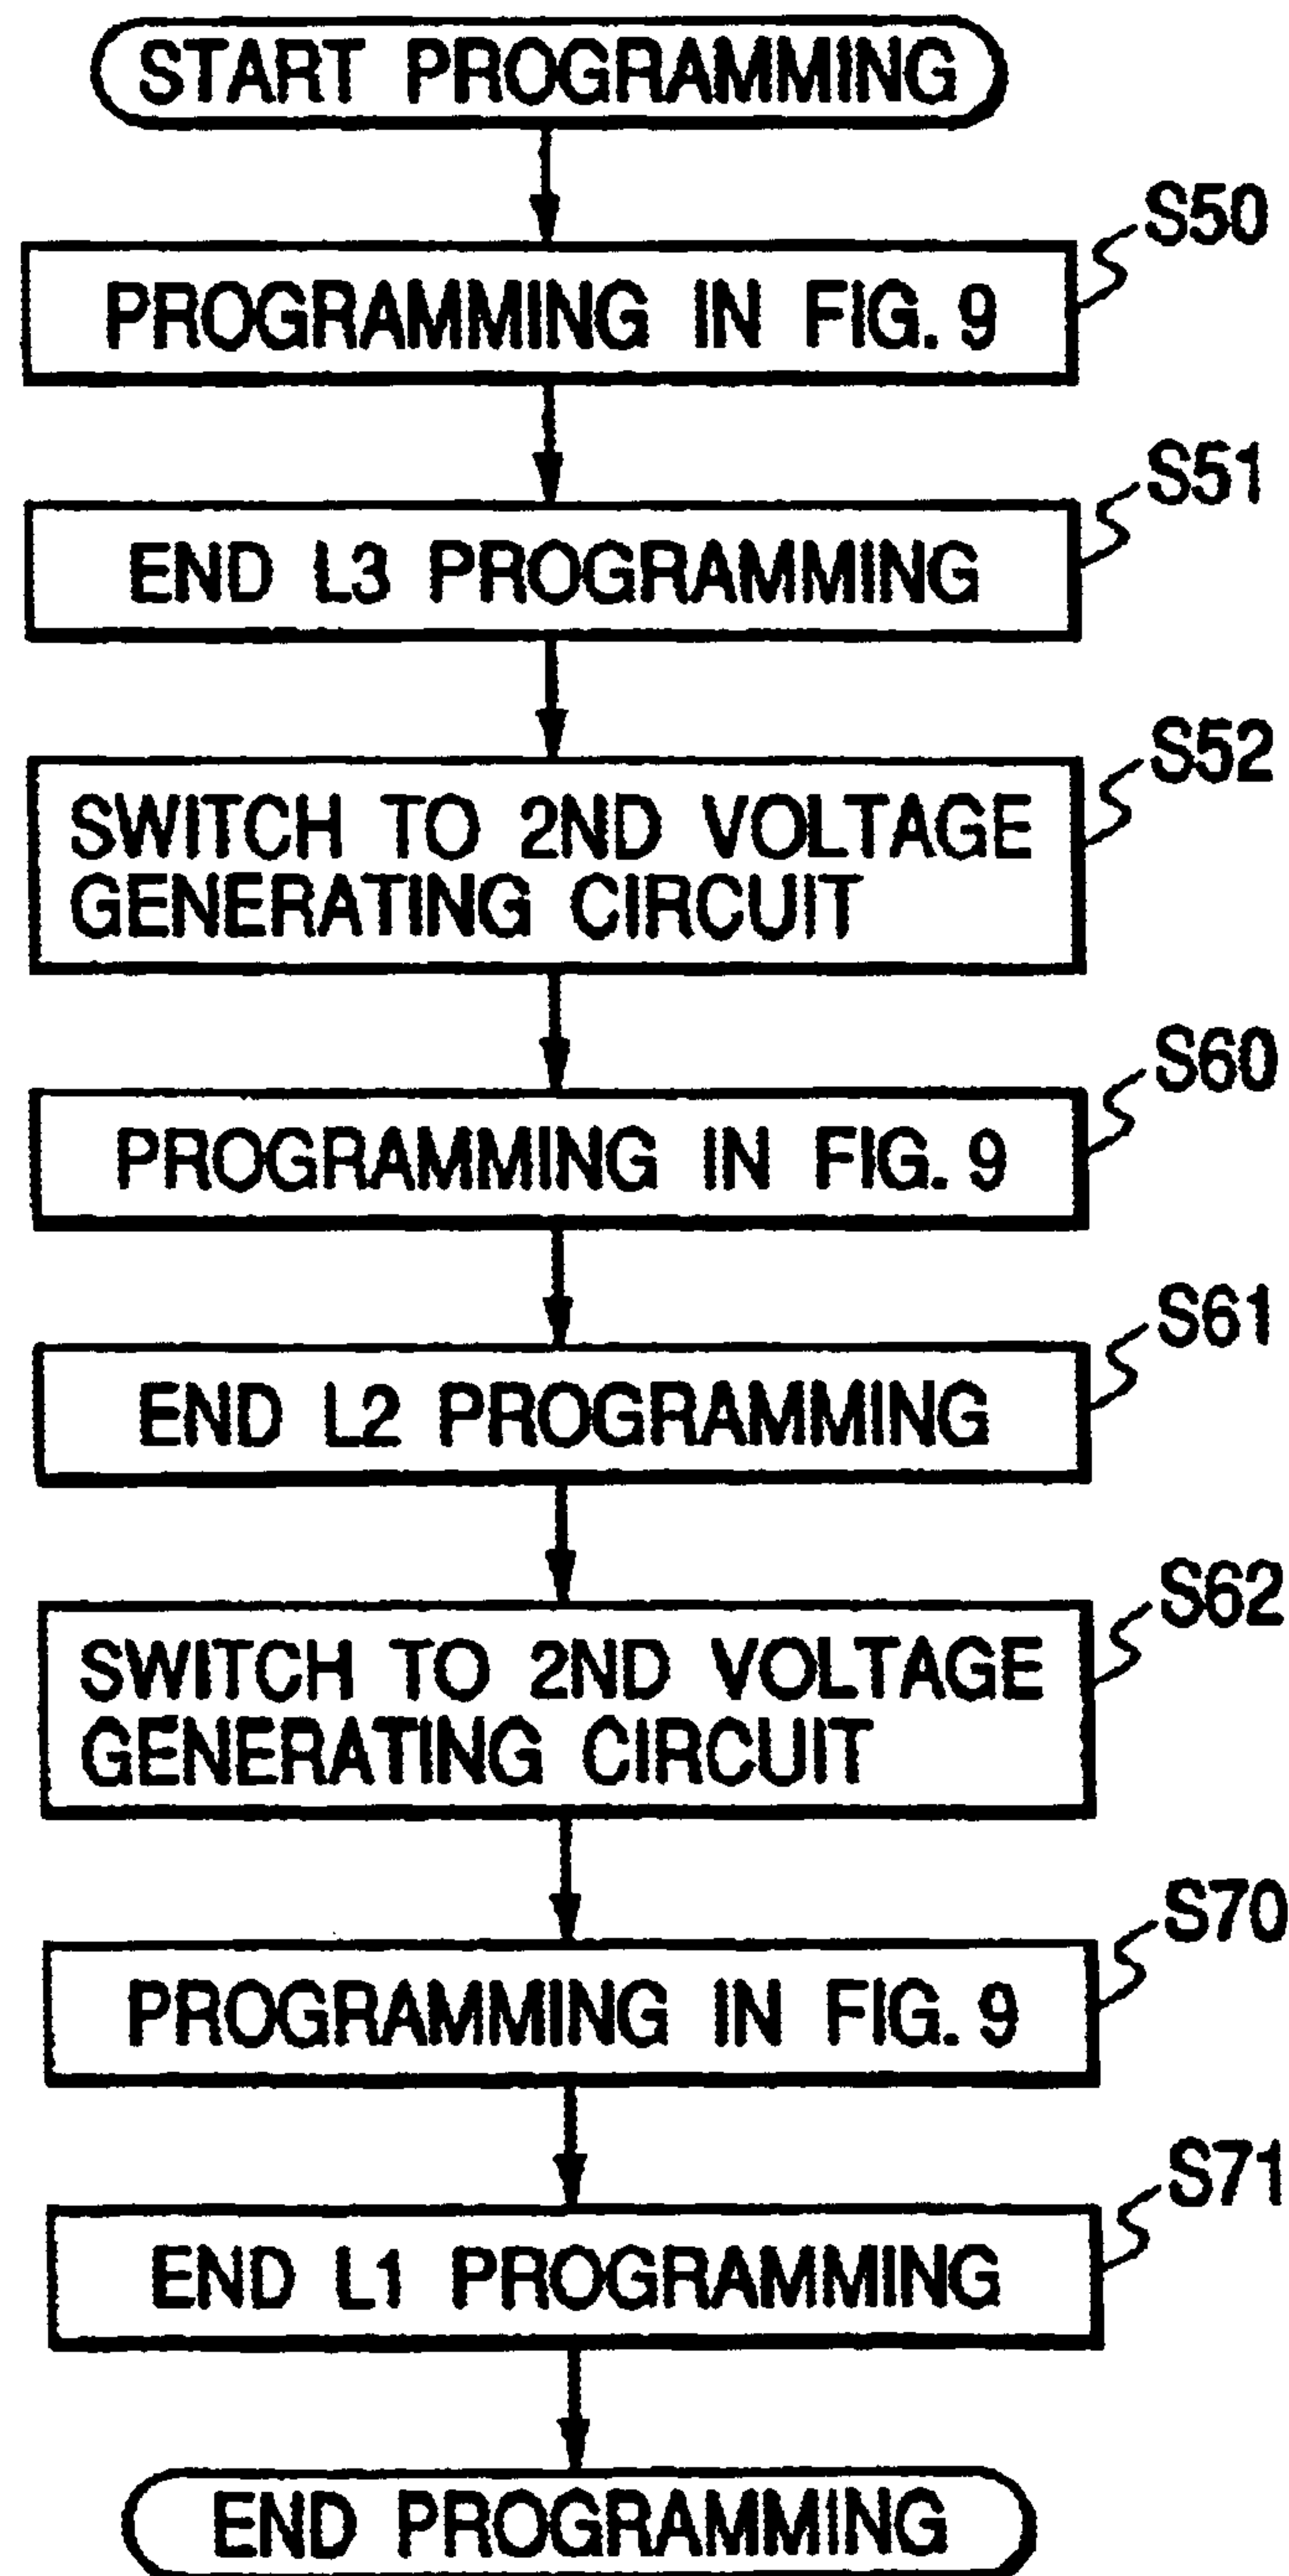 START PROGRAMMING
S50
PROGRAMMING IN FIG. 9
S51
END L3 PROGRAMMING
S52
SWITCH TO 2ND VOLTAGE
GENERATING CIRCUIT
S60
PROGRAMMING IN FIG. 9
S61
END L2 PROGRAMMING
S62
SWITCH TO 2ND VOLTAGE
GENERATING CIRCUIT
S70
PROGRAMMING IN FIG. 9
S71
END L1 PROGRAMMING
END PROGRAMMING